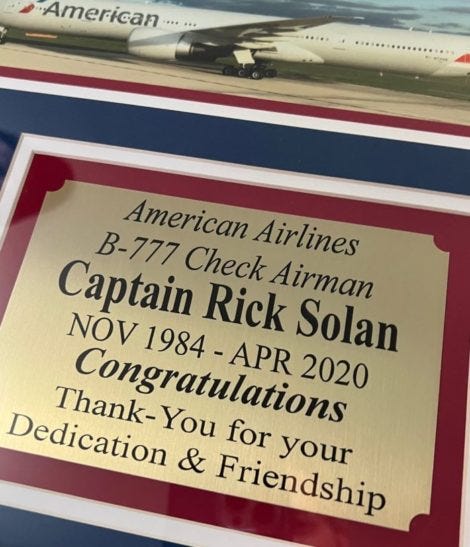 American
American Airlines
B-777 Check Airman
Captain Rick Solan
NOV 1984 - APR 2020
Congratulations
Thank-You for your
Dedication & Friendship